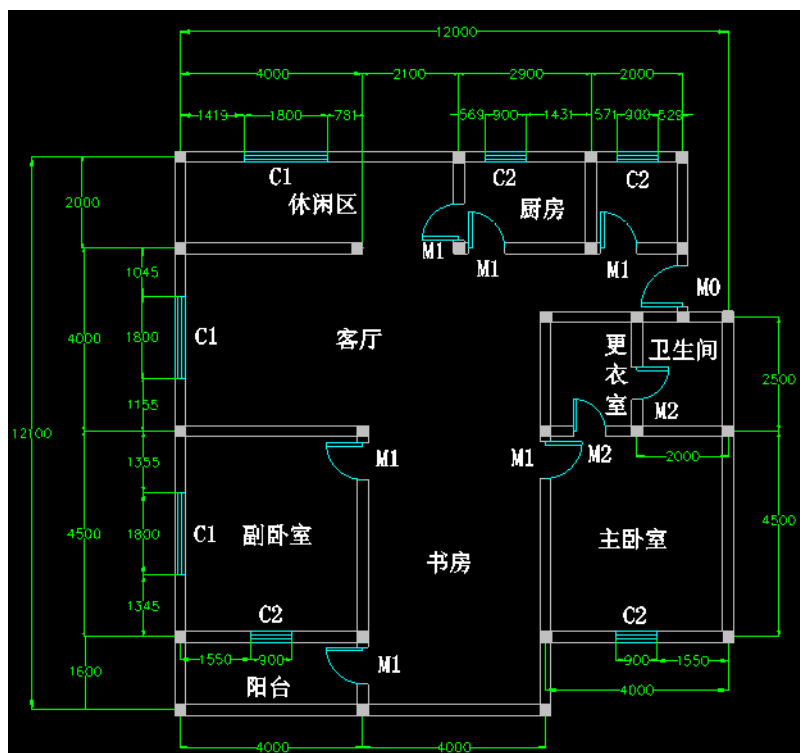 12000
4000 2100 2900 2000
1419 1800 781 569 900 1431 571 900 529
C1 C2 C2
休闲区 厨房
2000
M1 M1 M1
1045
M0
4000 1800 C1 客厅 更衣室 卫生间
2500
1155 M2
12100
1355 M1 M1 M2 2000
4500 1800 C1 副卧室 书房 主卧室 4500
1345
C2 C2
1550 900 900 1550
1600 阳台 M1
4000
4000 4000